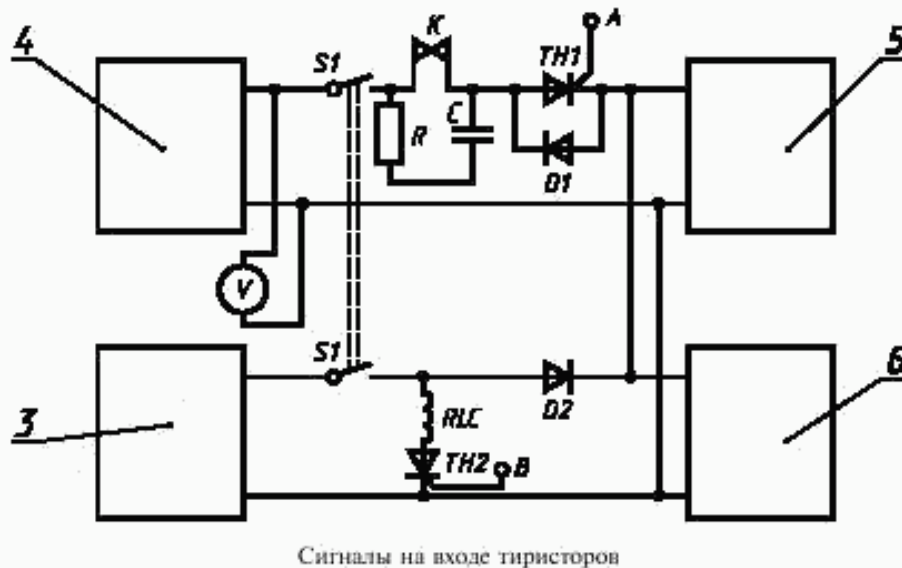 A
K
4
5
S1
TH1
C
R
D1
V
S1
6
D2
3
RLC
TH2
B
Сигналы на входе тиристоров